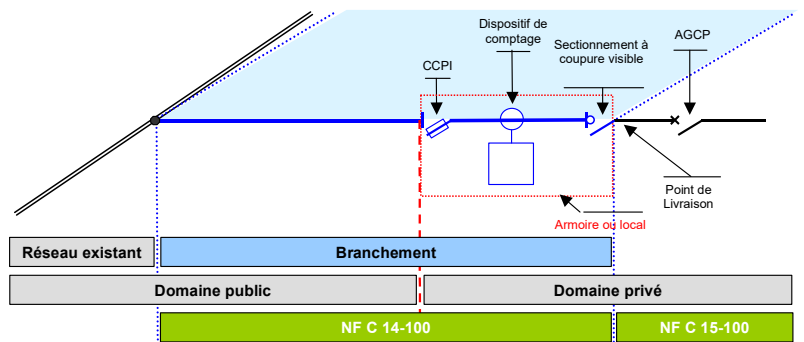 Dispositif de
comptage
Sectionnement à
coupure visible
AGCP
CCPI
Point de
Livraison
Armoire ou local
Réseau existant
Branchement
Domaine public
Domaine privé
NF C 14-100
NF C 15-100